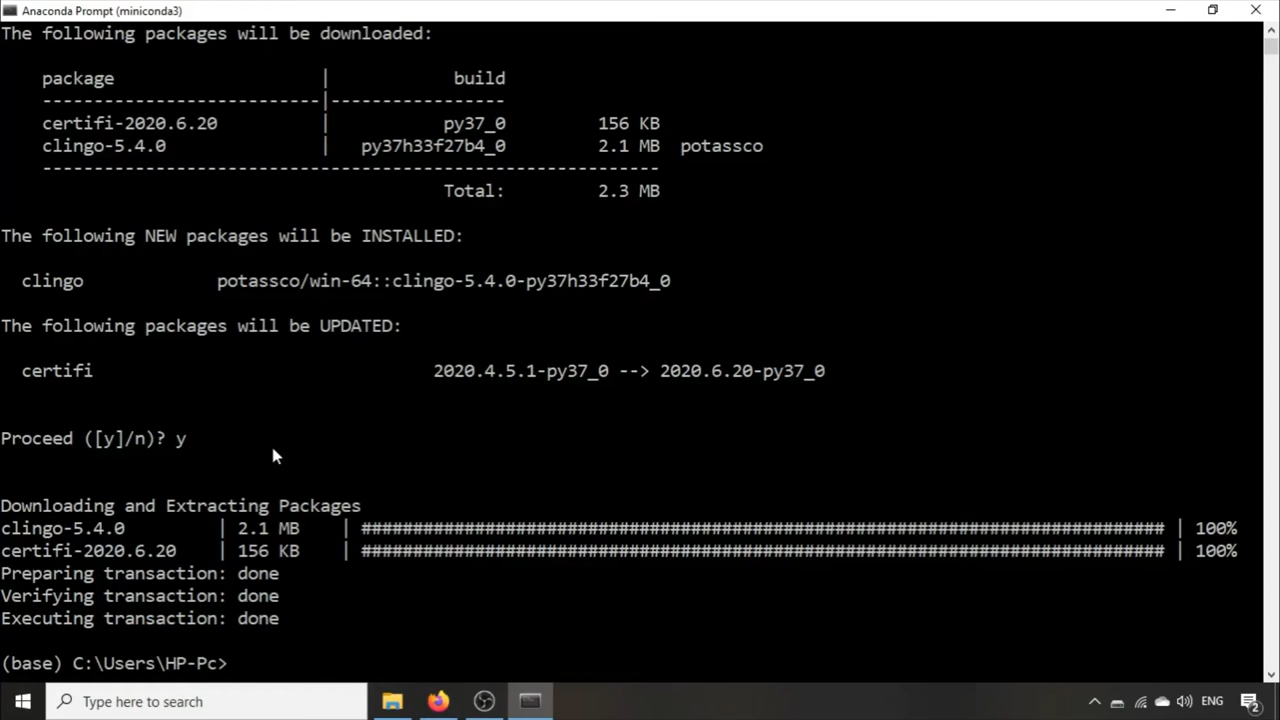 Anaconda Prompt (miniconda3)
The following packages will be downloaded:
package | build
---------------------------|-----------------
certifi-2020.6.20 | py37_0 156 KB
clingo-5.4.0 | py37h33f27b4_0 2.1 MB potassco
------------------------------------------------------------
Total: 2.3 MB
The following NEW packages will be INSTALLED:
clingo potassco/win-64::clingo-5.4.0-py37h33f27b4_0
The following packages will be UPDATED:
certifi 2020.4.5.1-py37_0 --> 2020.6.20-py37_0
Proceed ([y]/n)? y
Downloading and Extracting Packages
clingo-5.4.0 | 2.1 MB | ############################################################################## | 100%
certifi-2020.6.20 | 156 KB | ############################################################################## | 100%
Preparing transaction: done
Verifying transaction: done
Executing transaction: done
(base) C:\Users\HP-Pc>
Type here to search
ENG
2